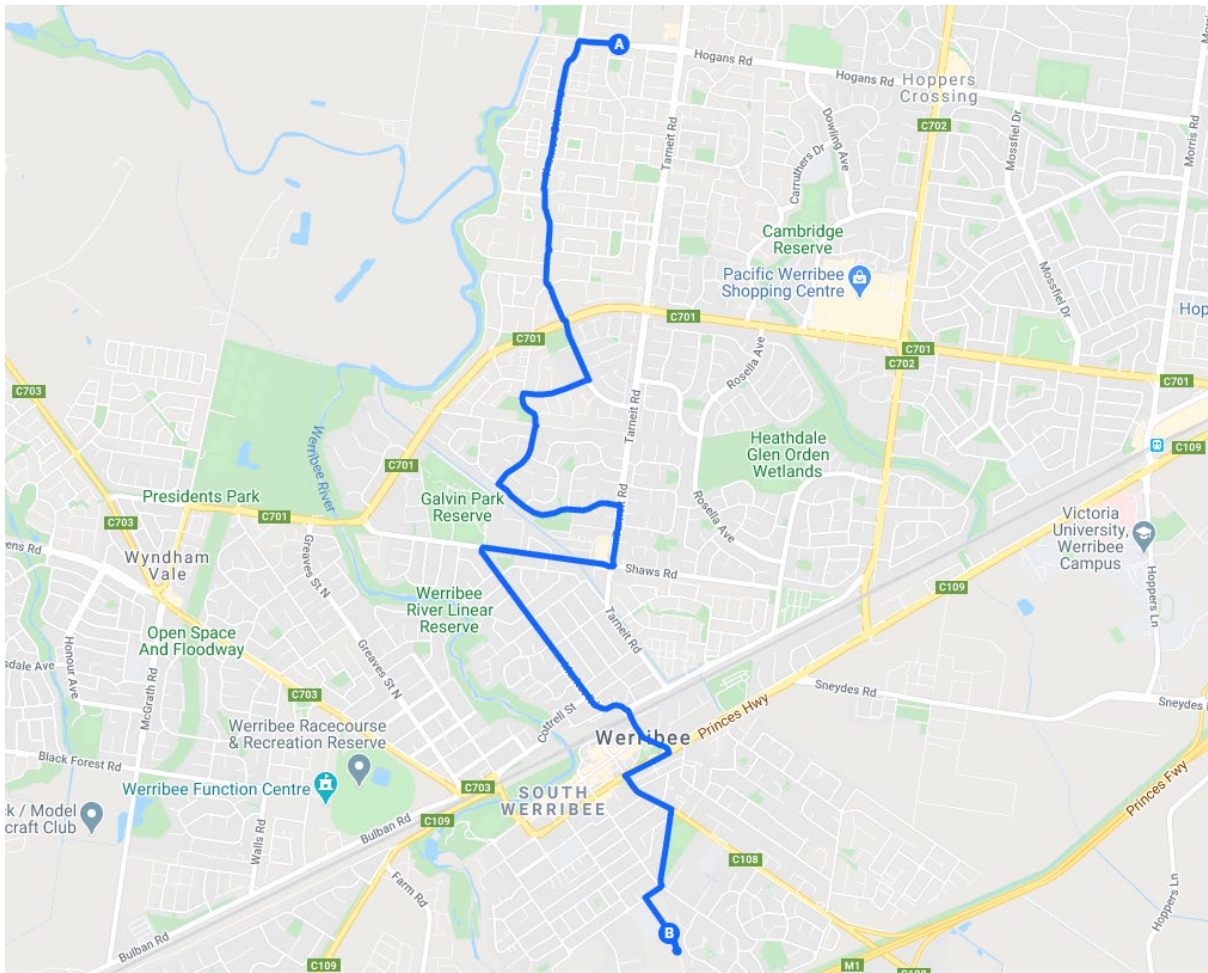 A
Hogans Rd
Hogans Rd
Hoppers
Crossing
C702
Mossfiel Dr
Morris Rd
Tarneit Rd
Dowling Ave
Carruthers Dr
Cambridge
Reserve
Pacific Werribee
Shopping Centre
Mossfiel Dr
Hop
C701
C701
C701
C702
C701
C703
Rosella Ave
Tarneit Rd
Heathdale
Glen Orden
Wetlands
C109
Werribee River
C701
Presidents Park
C701
Galvin Park
Reserve
Rosella Ave
Victoria
University,
Werribee
Campus
C703
Greaves St N
ens Rd
Wyndham
Vale
Shaws Rd
C109
Hoppers Ln
Werribee
River Linear
Reserve
Tarneit Rd
Open Space
And Floodway
Greaves St N
sdale Ave
Honour Ave
McGrath Rd
C703
Sneydes Rd
Sneydes
Princes Hwy
Cottrell St
Werribee
Werribee Racecourse
& Recreation Reserve
Black Forest Rd
Werribee Function Centre
C703
SOUTH
WERRIBEE
Princes Fwy
ck / Model
craft Club
Walls Rd
Bulban Rd
C109
C108
Farm Rd
Hoppers Ln
B
Bulban Rd
C109
M1